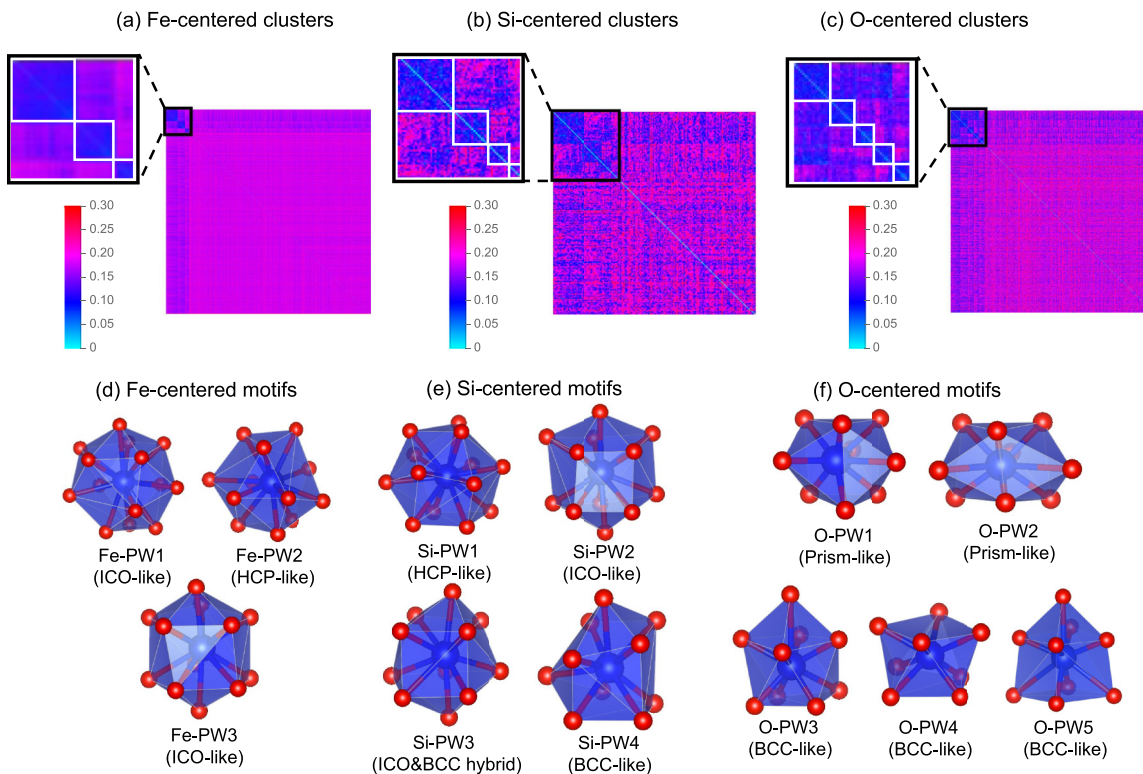 (a) Fe-centered clusters
(b) Si-centered clusters
(c) O-centered clusters
0.30
0.25
0.20
0.15
0.10
0.05
0
0.30
0.25
0.20
0.15
0.10
0.05
0
0.30
0.25
0.20
0.15
0.10
0.05
0
(d) Fe-centered motifs
(e) Si-centered motifs
(f) O-centered motifs
Fe-PW1
(ICO-like)
Fe-PW2
(HCP-like)
Fe-PW3
(ICO-like)
Si-PW1
(HCP-like)
Si-PW2
(ICO-like)
Si-PW3
(ICO&BCC hybrid)
Si-PW4
(BCC-like)
O-PW1
(Prism-like)
O-PW2
(Prism-like)
O-PW3
(BCC-like)
O-PW4
(BCC-like)
O-PW5
(BCC-like)